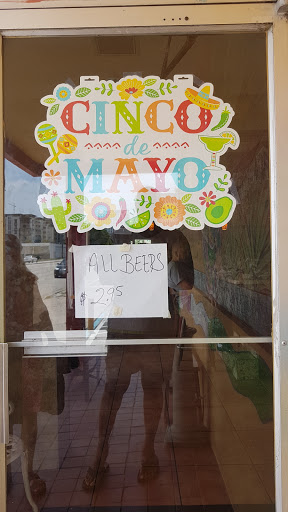 CINCO
de
MAYO
ALL BEERS
$2.95